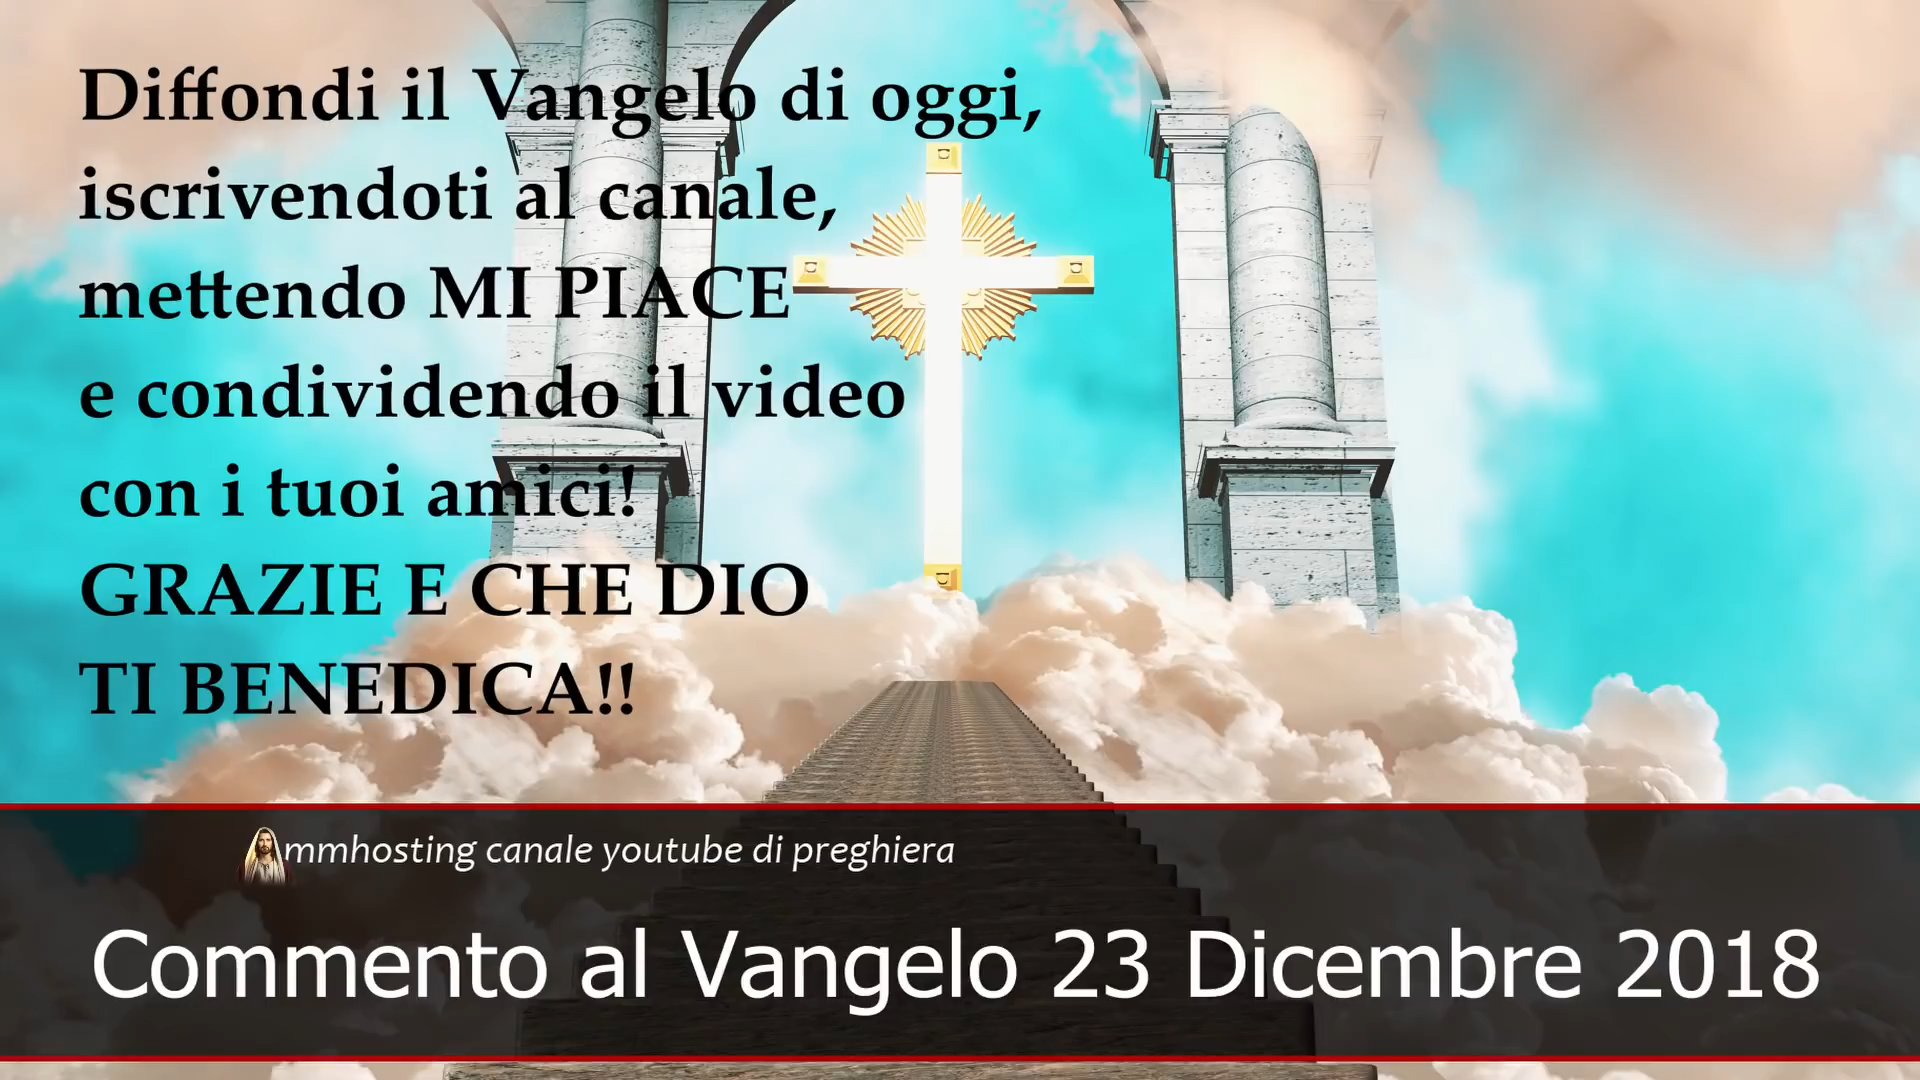 Diffondi il Vangelo di oggi,
iscrivendoti al canale,
mettendo MI PIACE
e condividendo il video
con i tuoi amici!
GRAZIE E CHE DIO
TI BENEDICA!!
mmhosting canale youtube di preghiera
Commento al Vangelo 23 Dicembre 2018